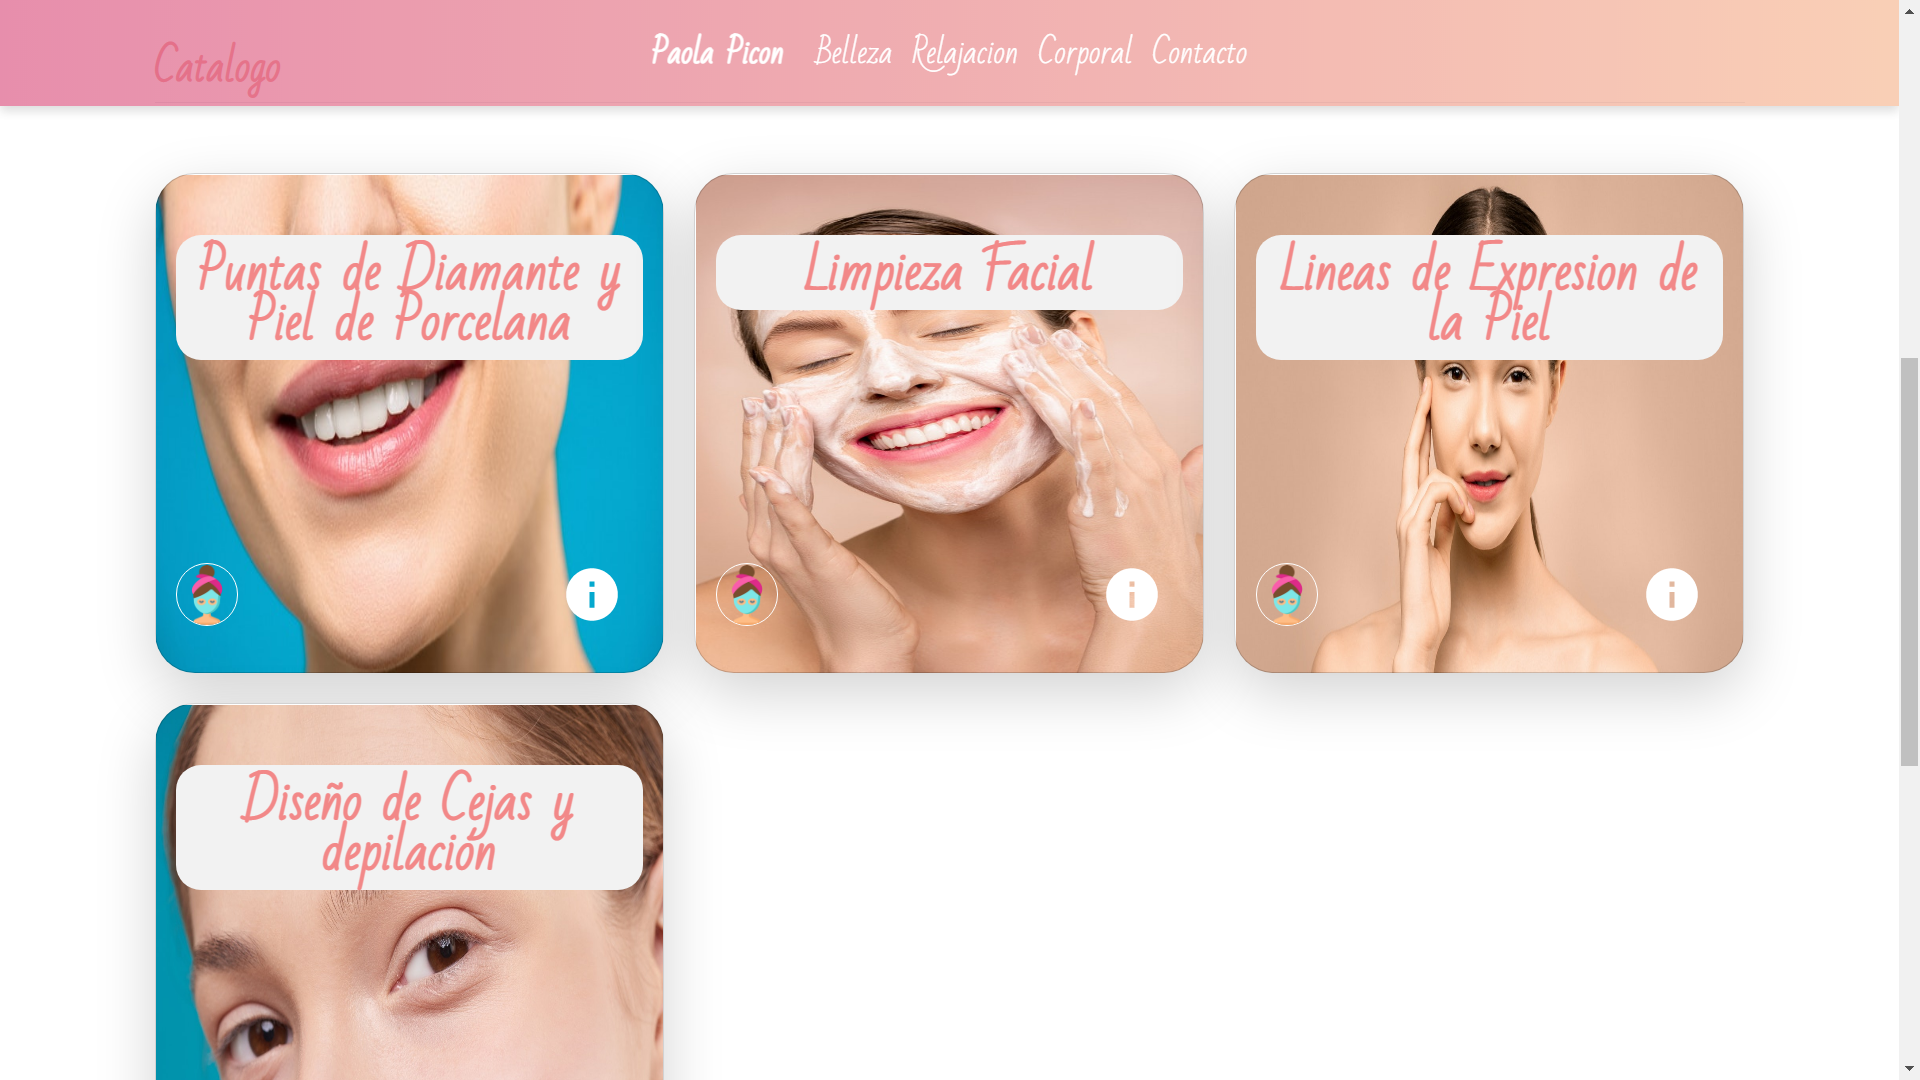 Catalogo
Paola Picon Belleza Relajacion Corporal Contacto
Puntas de Diamante y
Piel de Porcelana
Limpieza Facial
Lineas de Expresion de
la Piel
Diseño de Cejas y
depilación